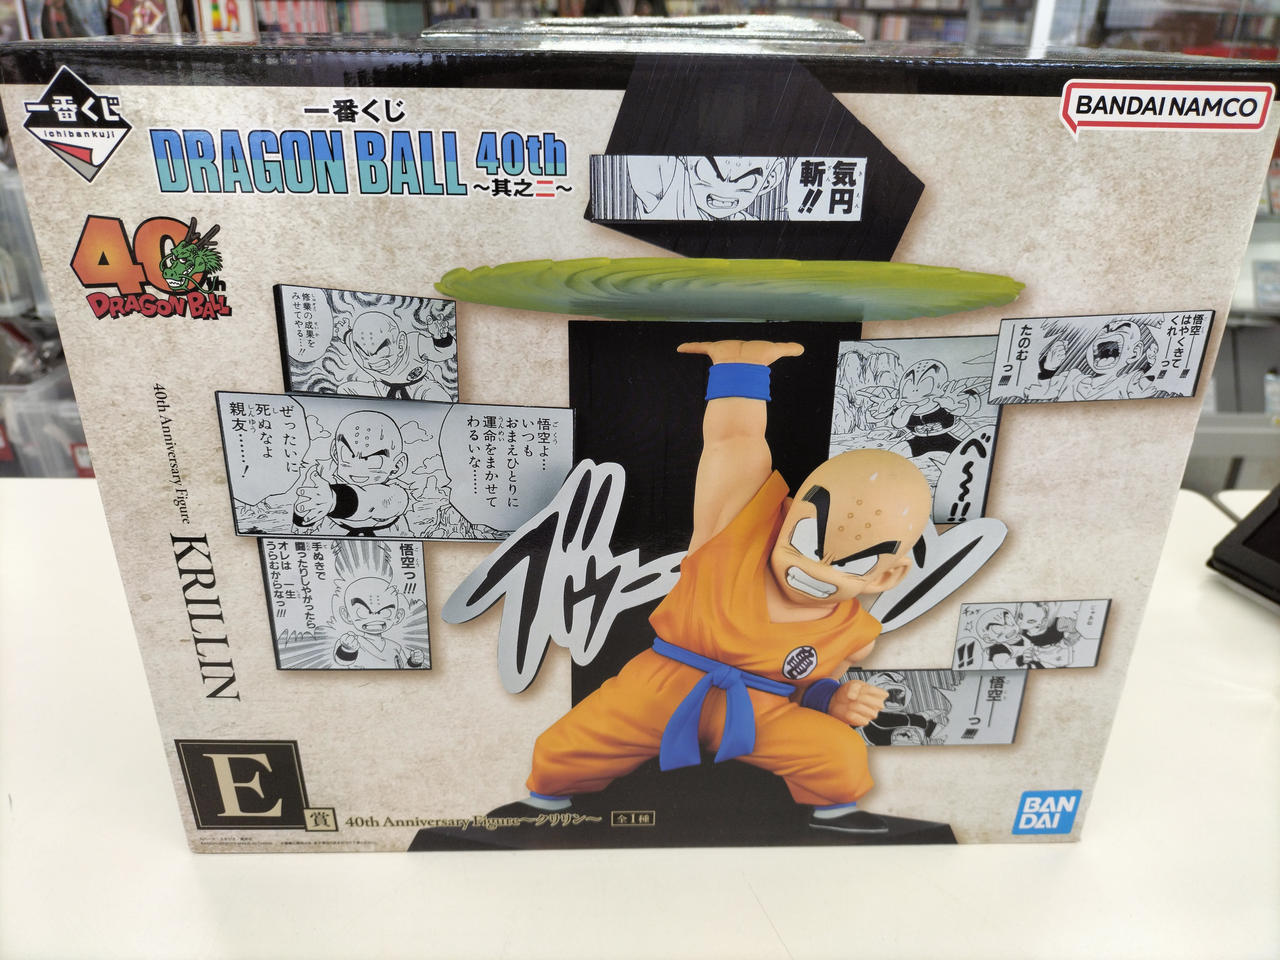 一番くじ
ichibankuji
一番くじ
DRAGON BALL 40th
～其之二～
BANDAI NAMCO
気円
斬!!
40th
DRAGON BALL
修業の成果を
みせてやる…!!
悟空
はやくきて
くれ――っ!!!!
たのむ――っ!!!!
悟空よ…
いつも
おまえひとりに
運命をまかせて
わるいな……
ぜったいに
死ぬなよ
親友………!
べ～～!!
悟空っ!!!
手ぬきで
闘ったりしやがったら
オレは一生
うらむからなっ!!!
悟空――っ!!!!
40th Anniversary Figure
KRILLIN
E
賞
40th Anniversary Figure～クリリン～
全1種
BAN
DAI